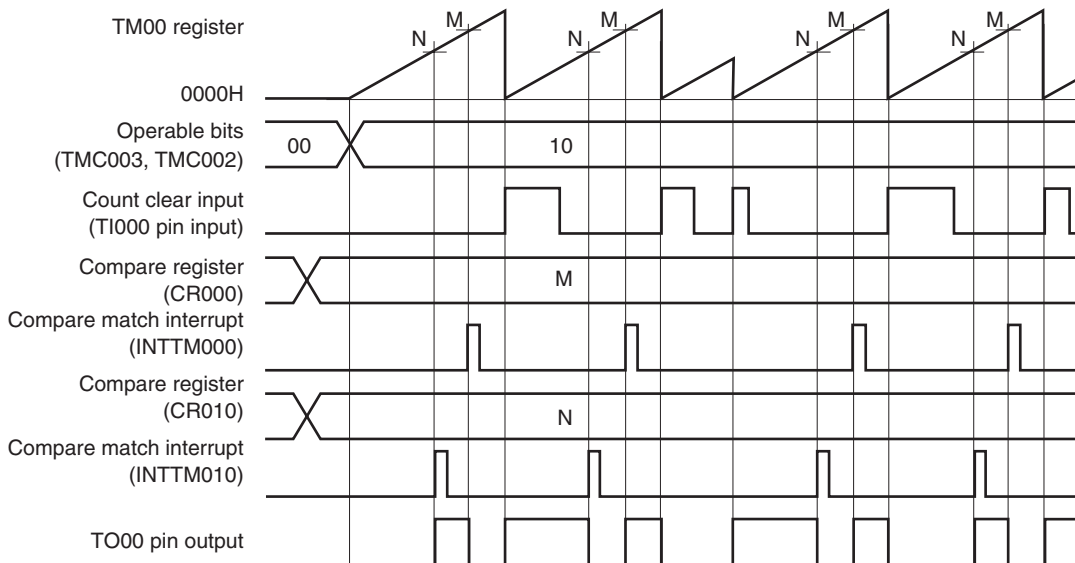 TM00 register
N M N M N M N M
0000H
Operable bits
(TMC003, TMC002)
00 10
Count clear input
(TI000 pin input)
Compare register
(CR000)
M
Compare match interrupt
(INTTM000)
Compare register
(CR010)
N
Compare match interrupt
(INTTM010)
TO00 pin output